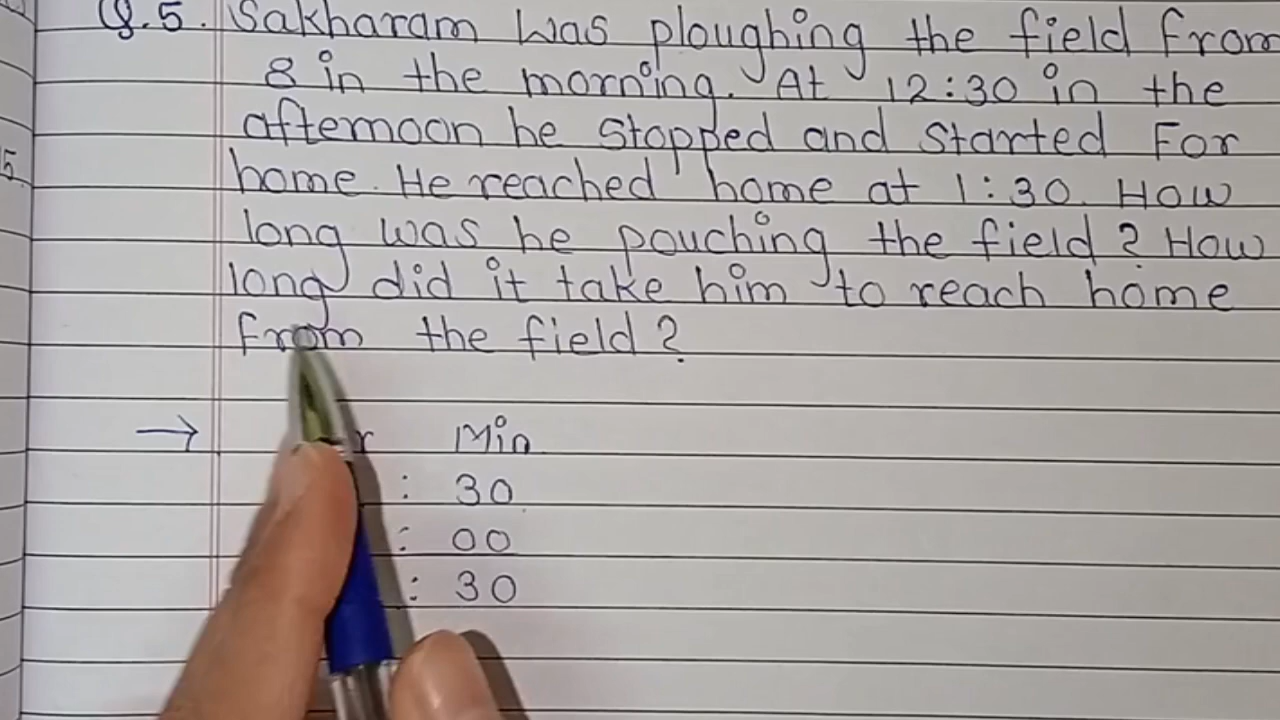 Q.5. Sakharam was ploughing the field from
8 in the morning. At 12:30 in the
afternoon he stopped and started For
home. He reached home at 1:30. How
long was he pouching the field? How
long did it take him to reach home
from the field?
→ Min
: 30
: 00
: 30